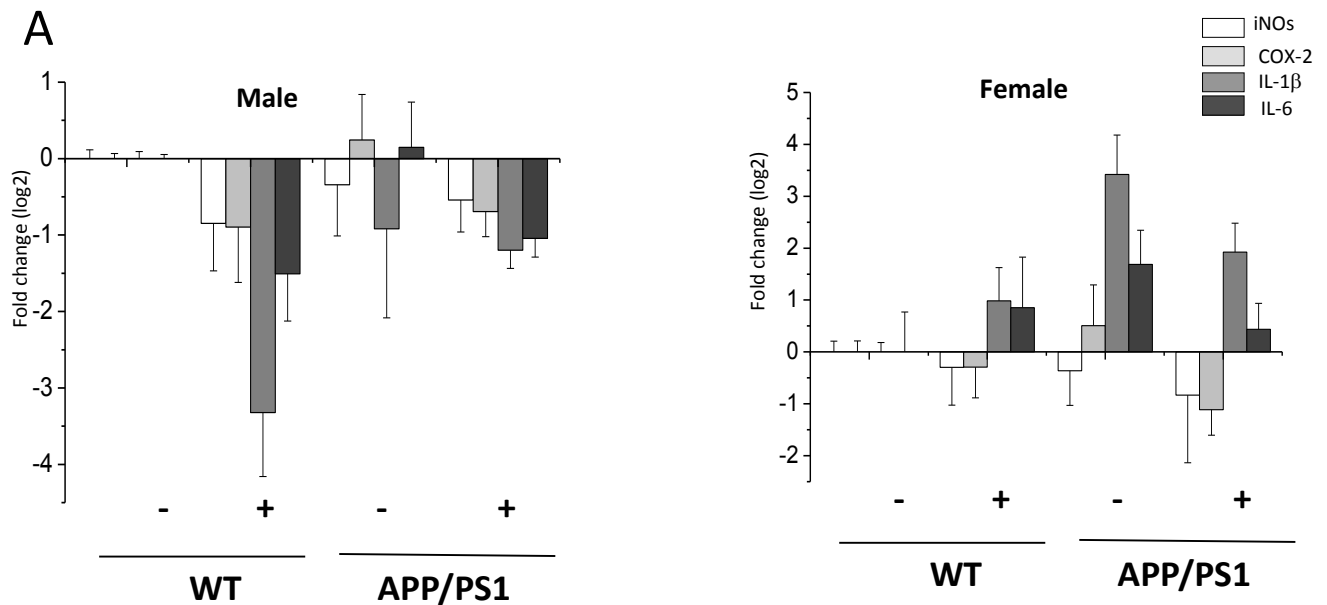 A
iNOs
COX-2
IL-1β
IL-6
Male
Fold change (log2)
1
0
-1
-2
-3
-4
- + - +
WT APP/PS1
Female
Fold change (log2)
5
4
3
2
1
0
-1
-2
- + - +
WT APP/PS1